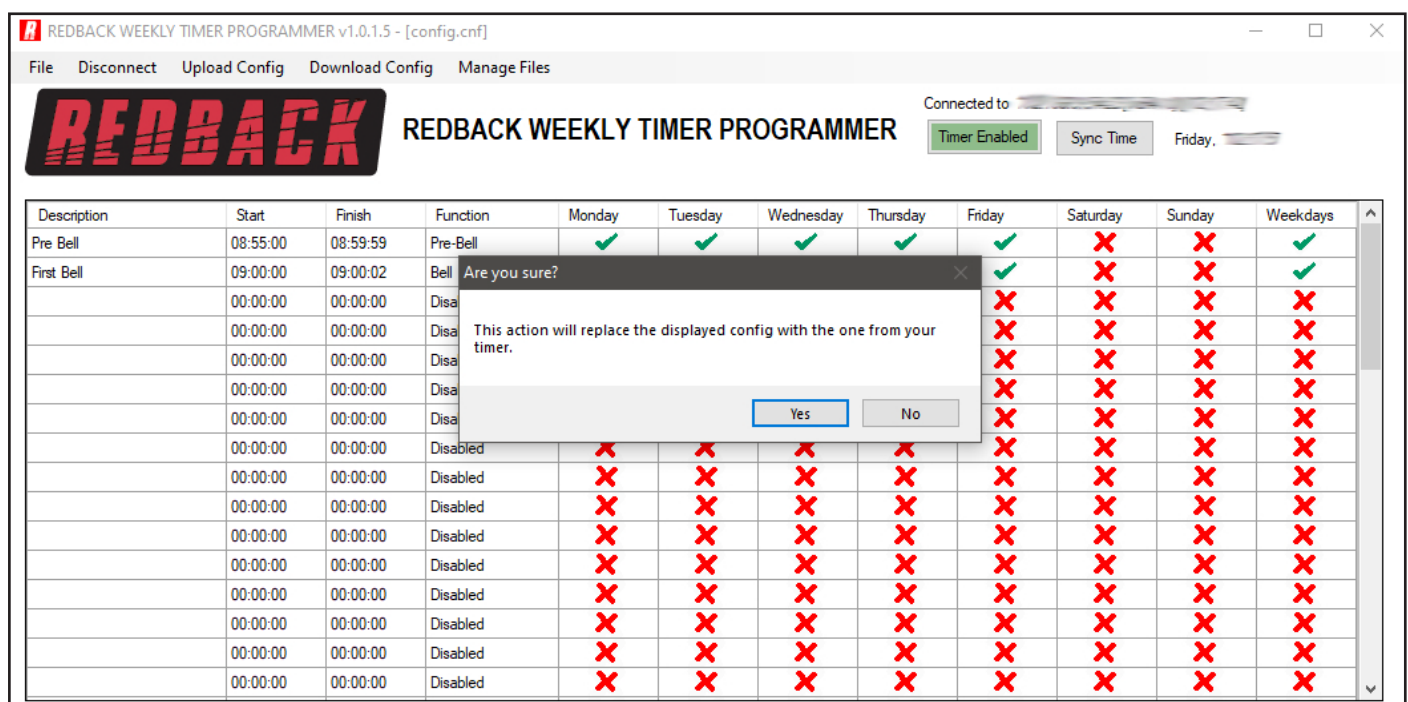 REDBACK WEEKLY TIMER PROGRAMMER v1.0.1.5 - [config.cnf]
File Disconnect Upload Config Download Config Manage Files
REDBACK
REDBACK WEEKLY TIMER PROGRAMMER
Connected to
Timer Enabled Sync Time Friday,
Description Start Finish Function Monday Tuesday Wednesday Thursday Friday Saturday Sunday Weekdays
Pre Bell 08:55:00 08:59:59 Pre-Bell
First Bell 09:00:00 09:00:02 Bell
Are you sure?
This action will replace the displayed config with the one from your
timer.
Yes No
00:00:00 00:00:00 Disa
00:00:00 00:00:00 Disa
00:00:00 00:00:00 Disa
00:00:00 00:00:00 Disa
00:00:00 00:00:00 Disa
00:00:00 00:00:00 Disabled
00:00:00 00:00:00 Disabled
00:00:00 00:00:00 Disabled
00:00:00 00:00:00 Disabled
00:00:00 00:00:00 Disabled
00:00:00 00:00:00 Disabled
00:00:00 00:00:00 Disabled
00:00:00 00:00:00 Disabled
00:00:00 00:00:00 Disabled